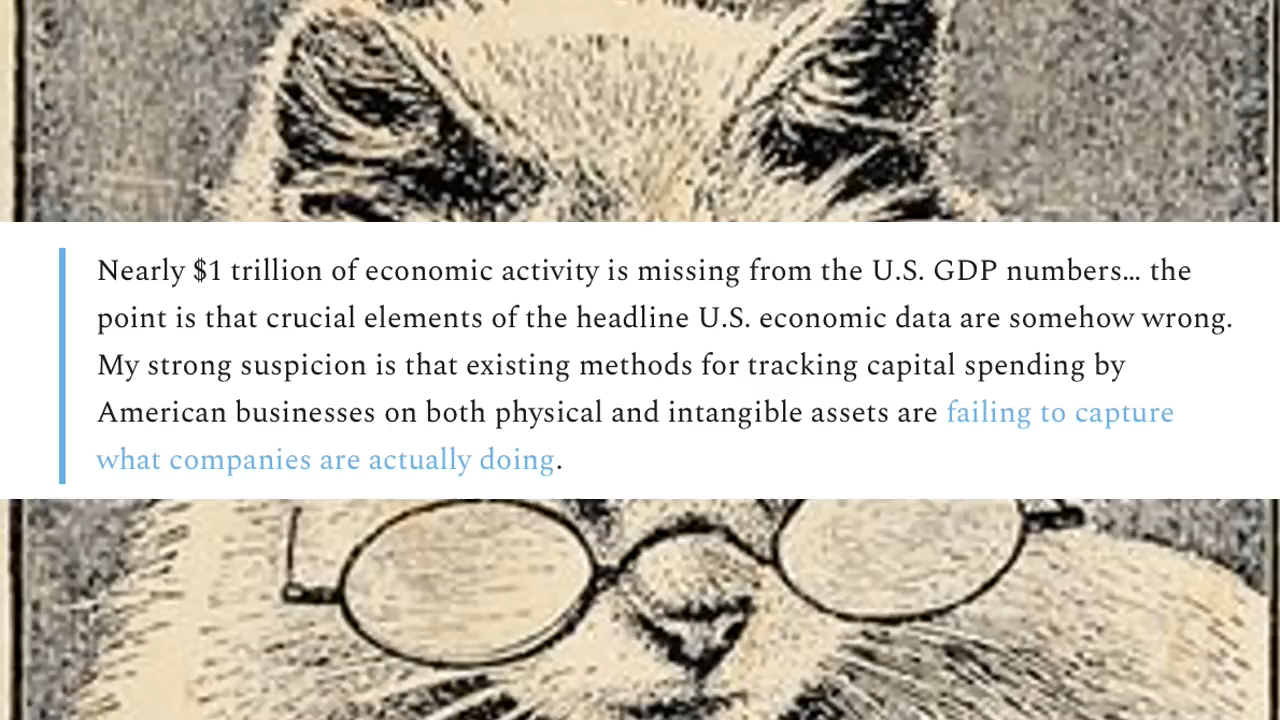 Nearly $1 trillion of economic activity is missing from the U.S. GDP numbers... the
point is that crucial elements of the headline U.S. economic data are somehow wrong.
My strong suspicion is that existing methods for tracking capital spending by
American businesses on both physical and intangible assets are failing to capture
what companies are actually doing.